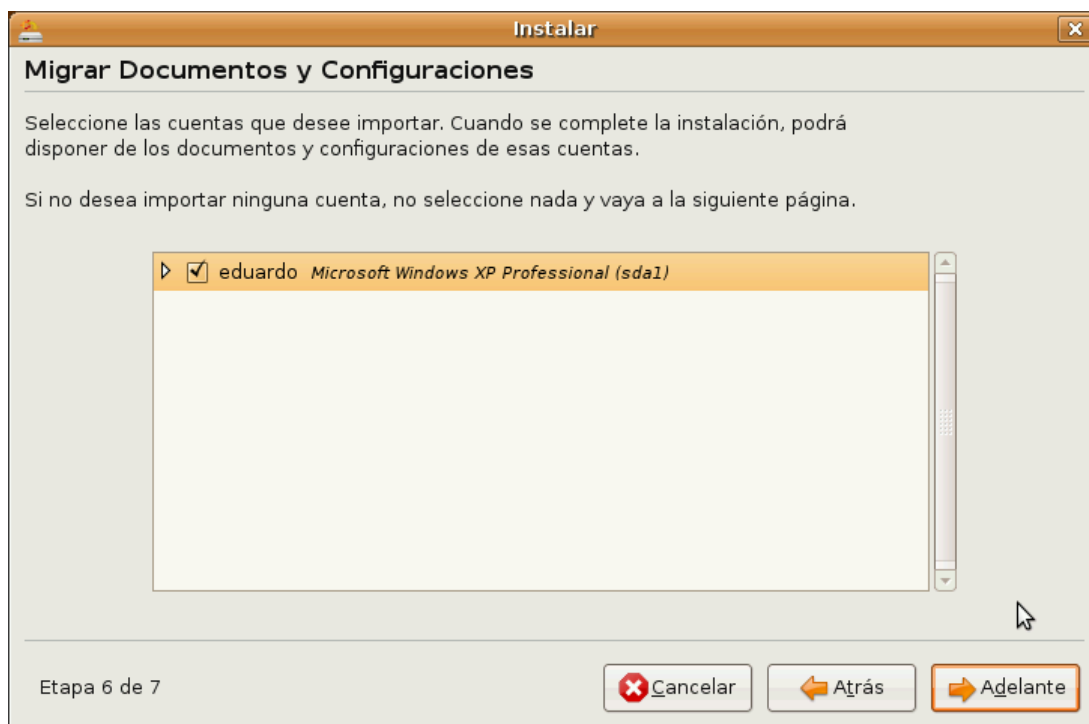 Instalar
Migrar Documentos y Configuraciones
Seleccione las cuentas que desee importar. Cuando se complete la instalación, podrá
disponer de los documentos y configuraciones de esas cuentas.
Si no desea importar ninguna cuenta, no seleccione nada y vaya a la siguiente página.
eduardo Microsoft Windows XP Professional (sda1)
Etapa 6 de 7
Cancelar
Atrás
Adelante